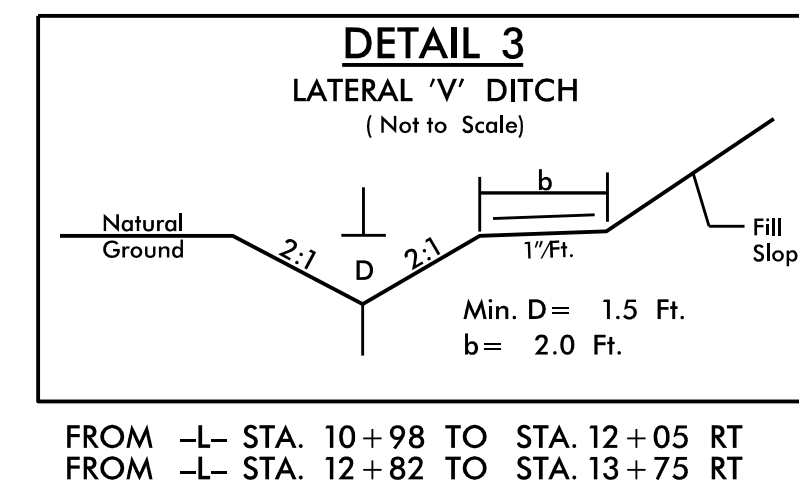 DETAIL 3
LATERAL 'V' DITCH
( Not to Scale)
b
Natural
Ground
2:1
D
2:1
1"/Ft.
Fill
Slop
Min. D= 1.5 Ft.
b= 2.0 Ft.
FROM -L- STA. 10+98 TO STA. 12+05 RT
FROM -L- STA. 12+82 TO STA. 13+75 RT